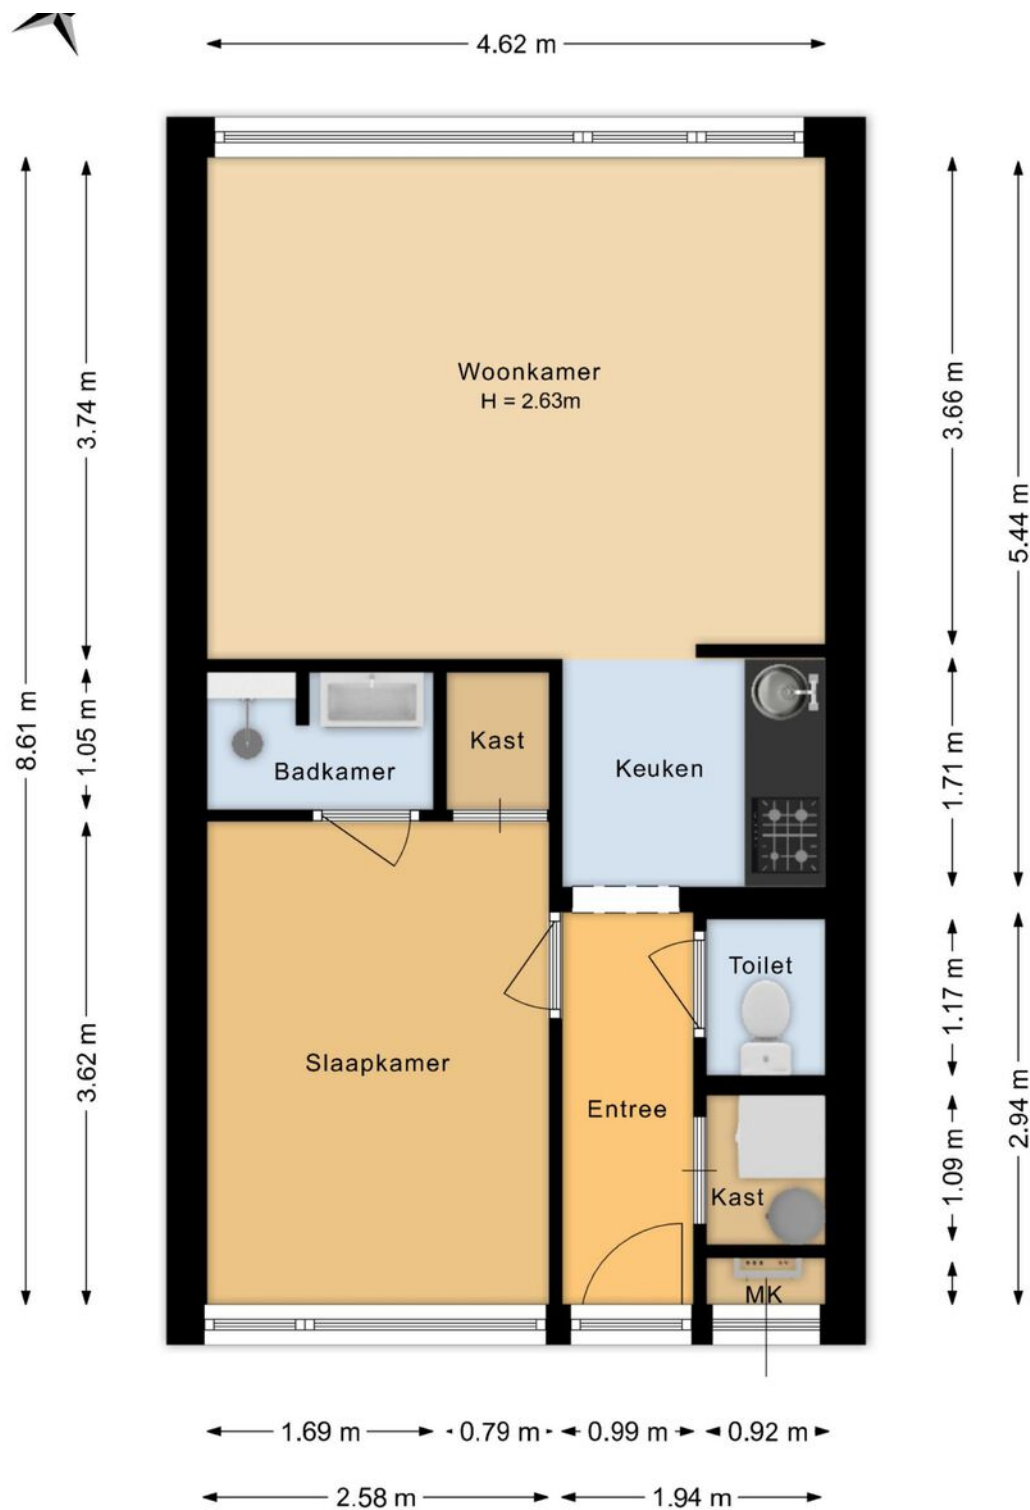 4.62 m
Woonkamer
H = 2.63m
3.74 m
3.66 m
5.44 m
8.61 m
1.05 m
Kast
Badkamer
Keuken
1.71 m
Toilet
1.17 m
3.62 m
Slaapkamer
Entree
2.94 m
1.09 m
Kast
MK
1.69 m
0.79 m
0.99 m
0.92 m
2.58 m
1.94 m